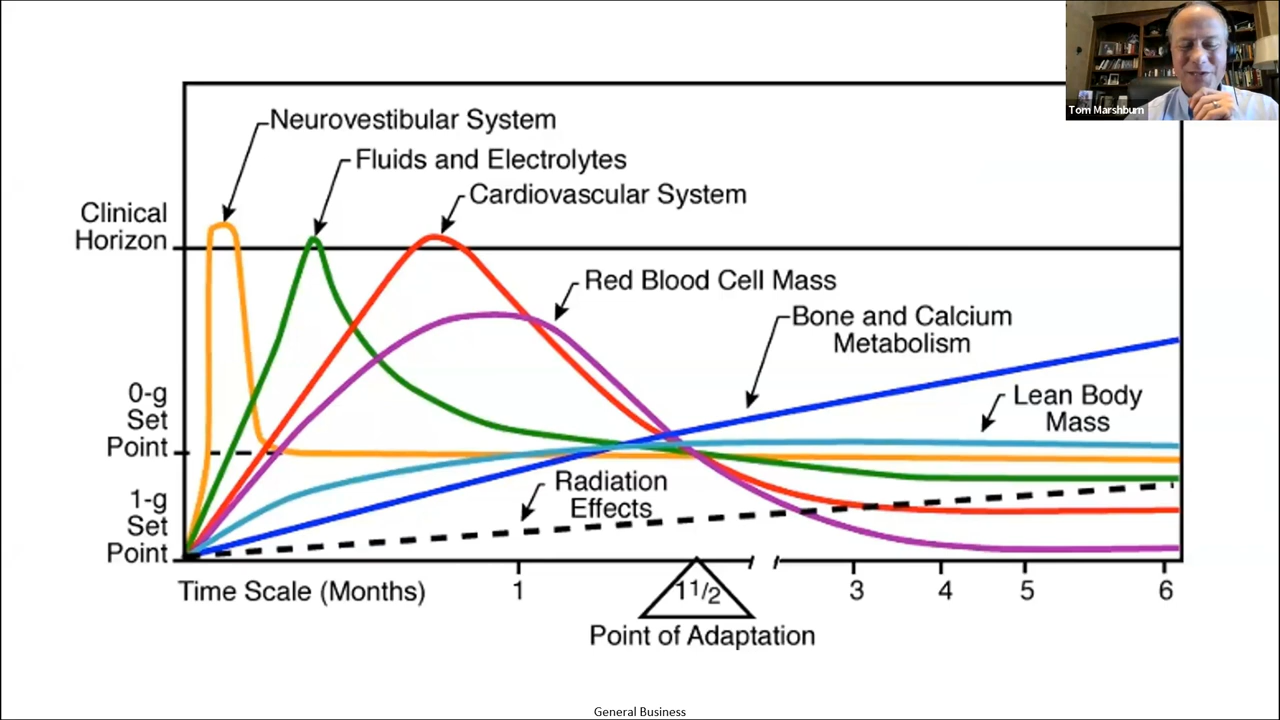 Tom Marshburn
Neurovestibular System
Fluids and Electrolytes
Cardiovascular System
Clinical
Horizon
Red Blood Cell Mass
Bone and Calcium
Metabolism
Lean Body
Mass
0-g
Set
Point
Radiation
Effects
1-g
Set
Point
Time Scale (Months)
1
1 1/2
3
4
5
6
Point of Adaptation
General Business